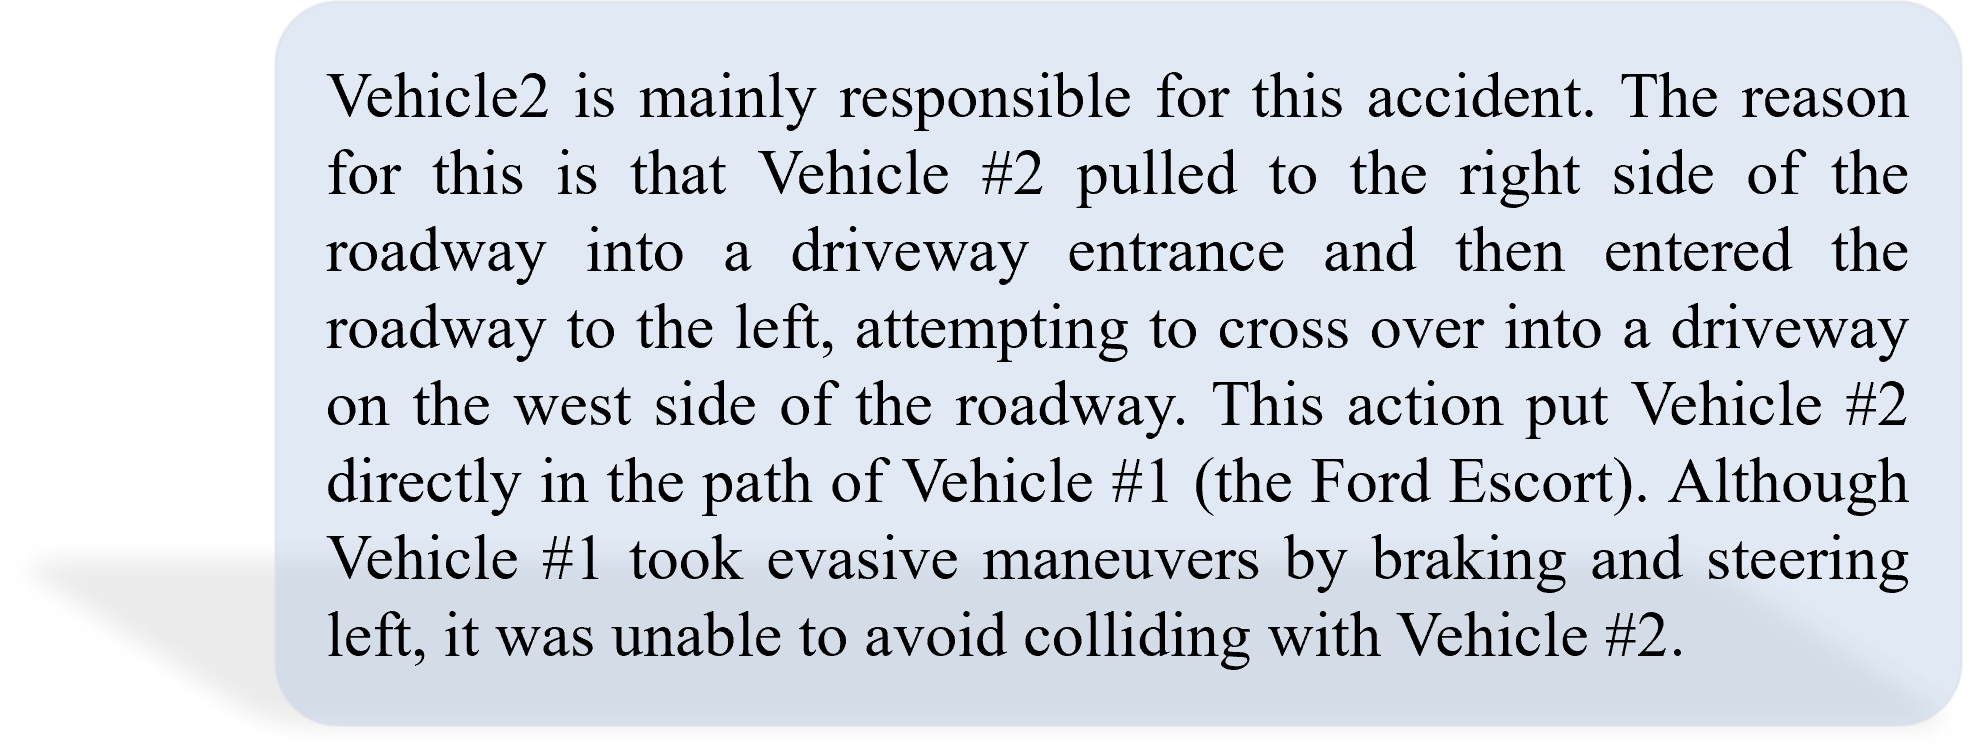 Vehicle2 is mainly responsible for this accident. The reason
for this is that Vehicle #2 pulled to the right side of the
roadway into a driveway entrance and then entered the
roadway to the left, attempting to cross over into a driveway
on the west side of the roadway. This action put Vehicle #2
directly in the path of Vehicle #1 (the Ford Escort). Although
Vehicle #1 took evasive maneuvers by braking and steering
left, it was unable to avoid colliding with Vehicle #2.